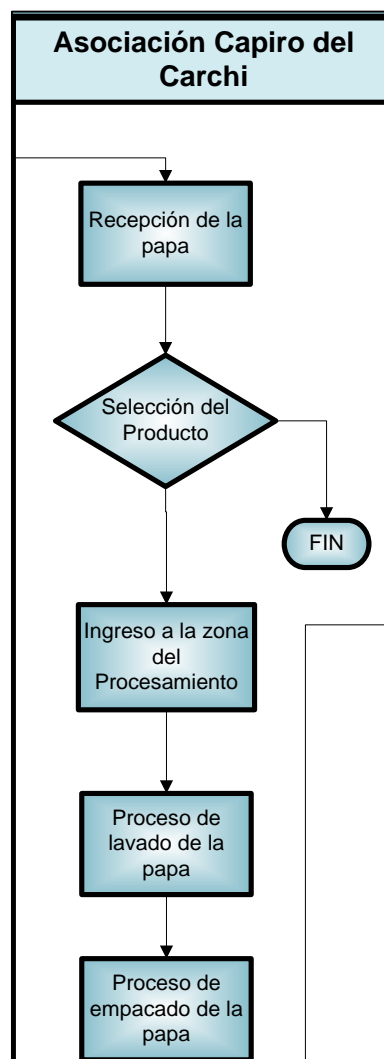 Asociación Capiro del
Carchi
Recepción de la
papa
Selección del
Producto
FIN
Ingreso a la zona
del
Procesamiento
Proceso de
lavado de la
papa
Proceso de
empacado de la
papa